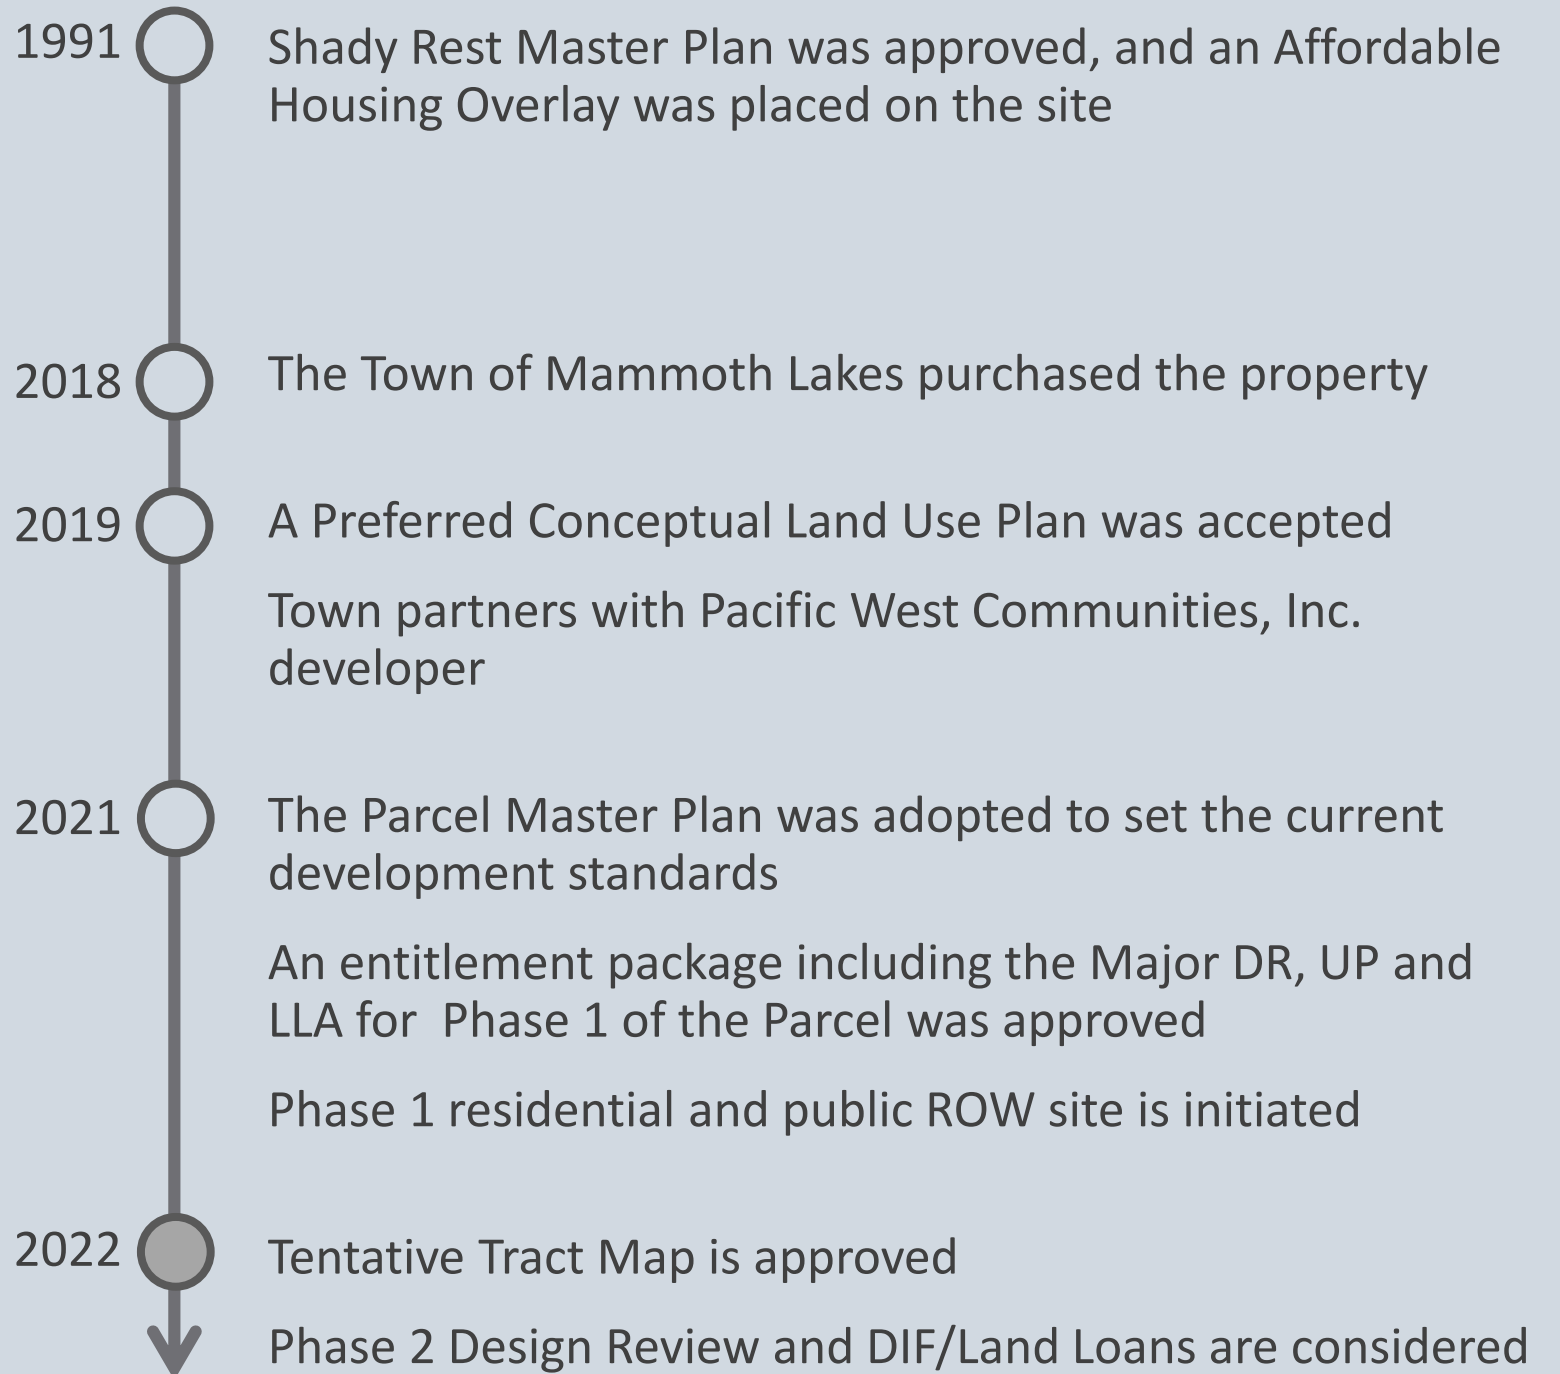 1991
Shady Rest Master Plan was approved, and an Affordable
Housing Overlay was placed on the site
2018
The Town of Mammoth Lakes purchased the property
2019
A Preferred Conceptual Land Use Plan was accepted
Town partners with Pacific West Communities, Inc.
developer
2021
The Parcel Master Plan was adopted to set the current
development standards
An entitlement package including the Major DR, UP and
LLA for  Phase 1 of the Parcel was approved
Phase 1 residential and public ROW site is initiated
2022
Tentative Tract Map is approved
Phase 2 Design Review and DIF/Land Loans are considered